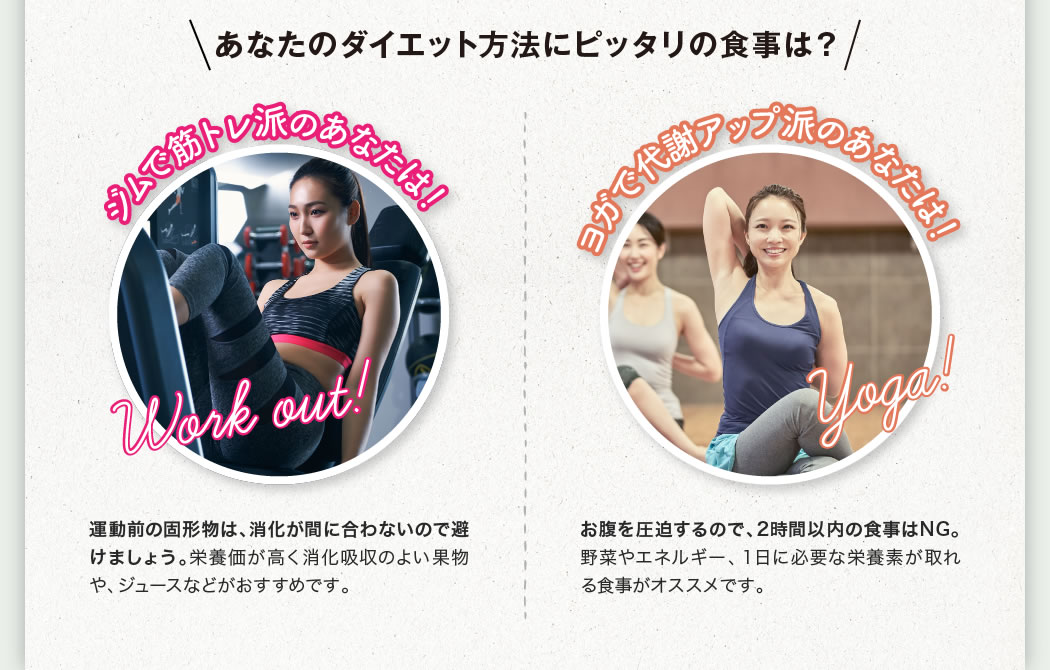 あなたのダイエット方法にピッタリの食事は？
ジムで筋トレ派のあなたは！
Work out!
運動前の固形物は、消化が間に合わないので避
けましょう。栄養価が高く消化吸収のよい果物
や、ジュースなどがおすすめです。
ヨガで代謝アップ派のあなたは！
Yoga!
お腹を圧迫するので、2時間以内の食事はNG。
野菜やエネルギー、1日に必要な栄養素が取れ
る食事がオススメです。